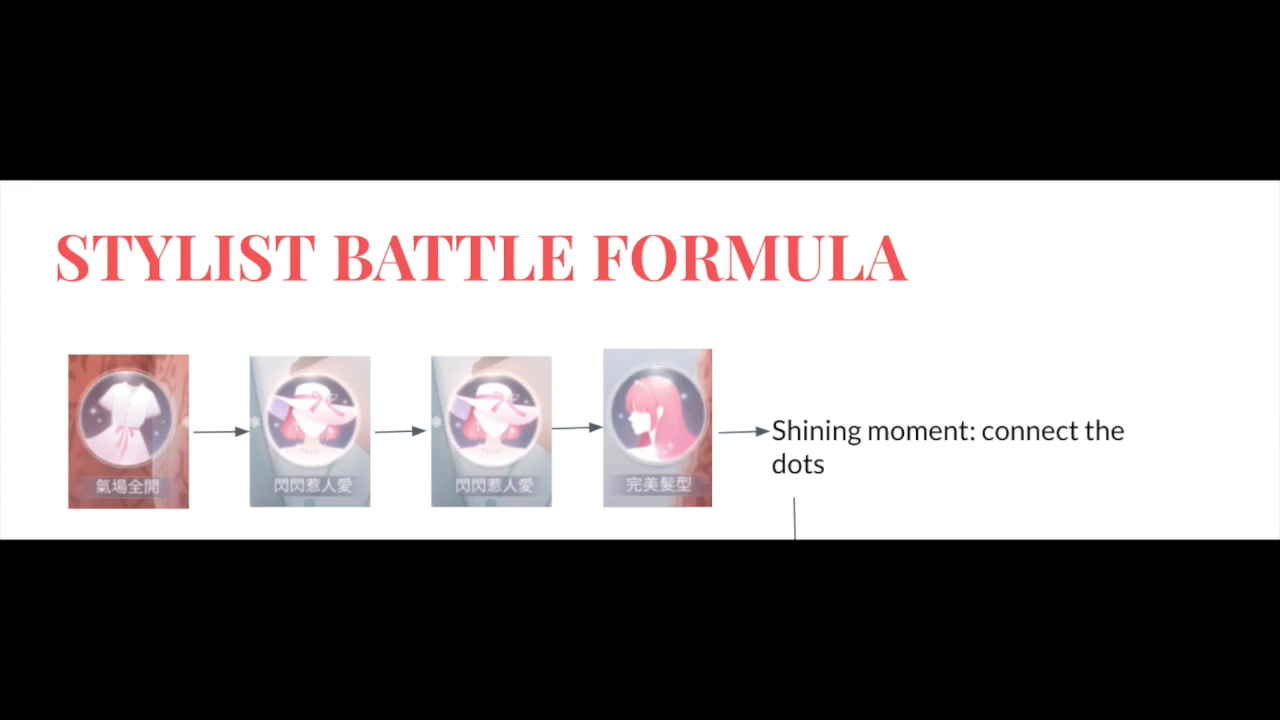 STYLIST BATTLE FORMULA
氣場全開
閃閃惹人愛
閃閃惹人愛
完美髮型
Shining moment: connect the
dots